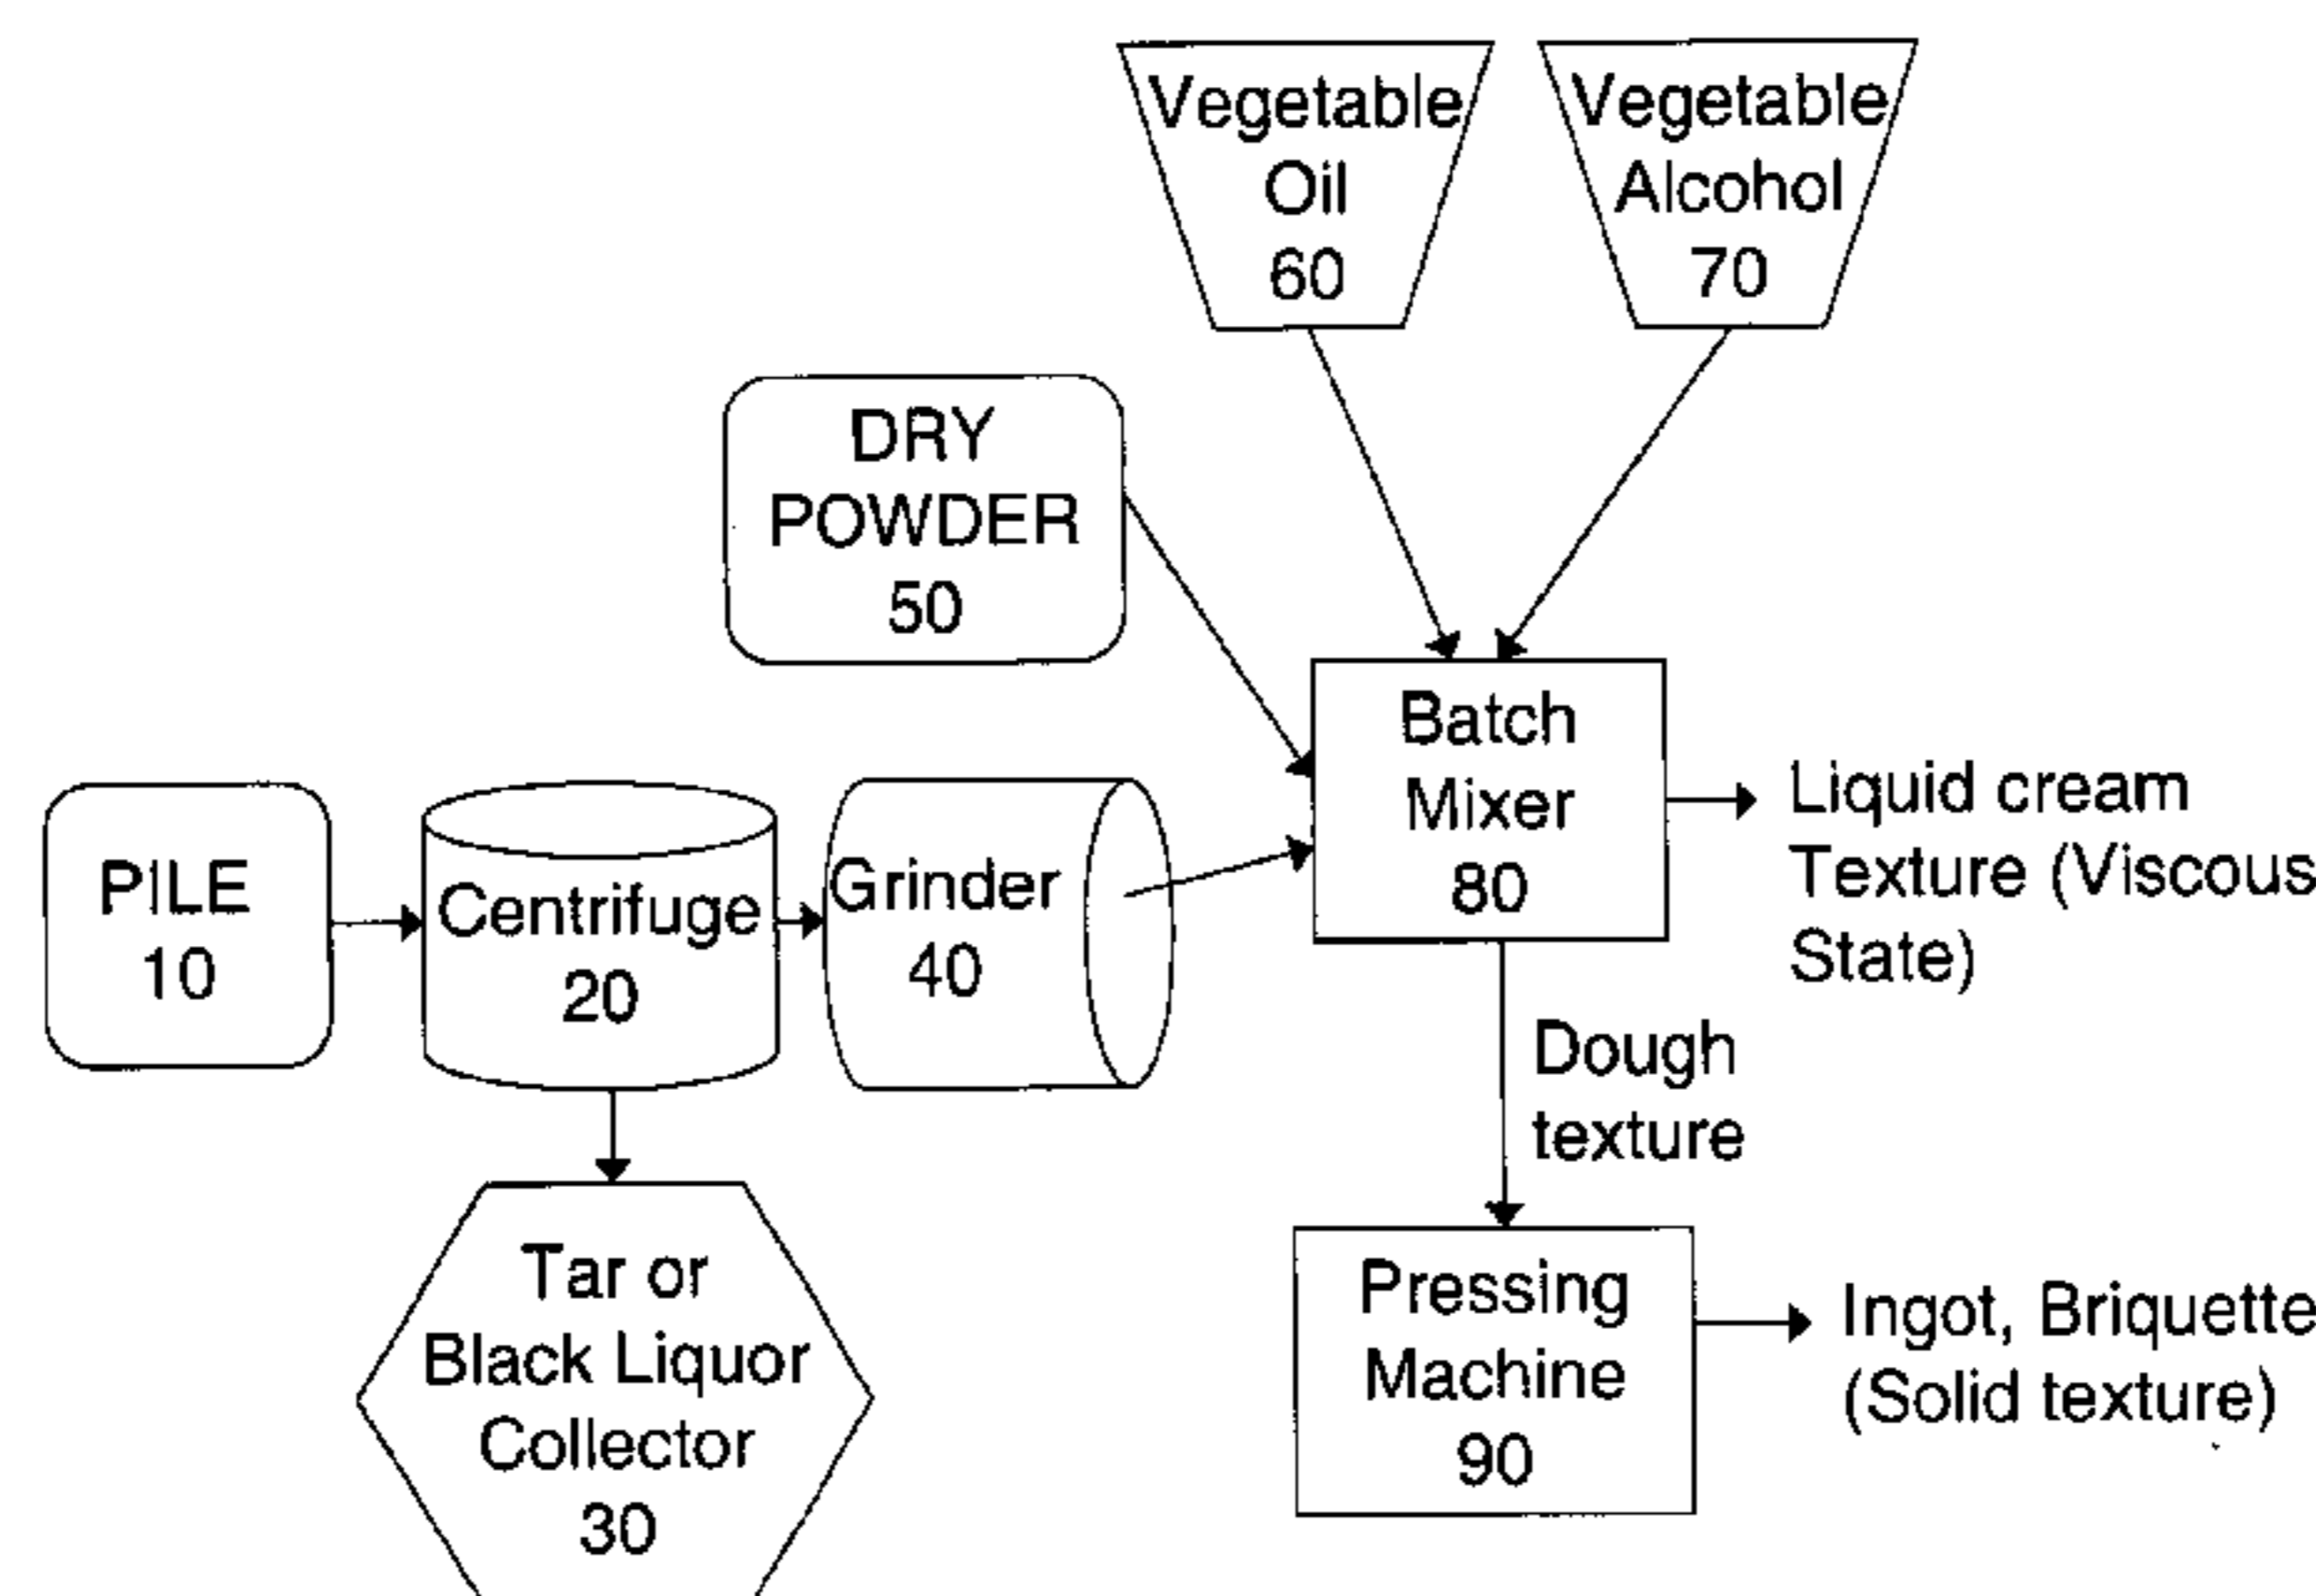 Vegetable
Oil
60
Vegetable
Alcohol
70
DRY
POWDER
50
Batch
Mixer
80
Liquid cream
Texture (Viscous
State)
PILE
10
Centrifuge
20
Grinder
40
Dough
texture
Tar or
Black Liquor
Collector
30
Pressing
Machine
90
Ingot, Briquette
(Solid texture)